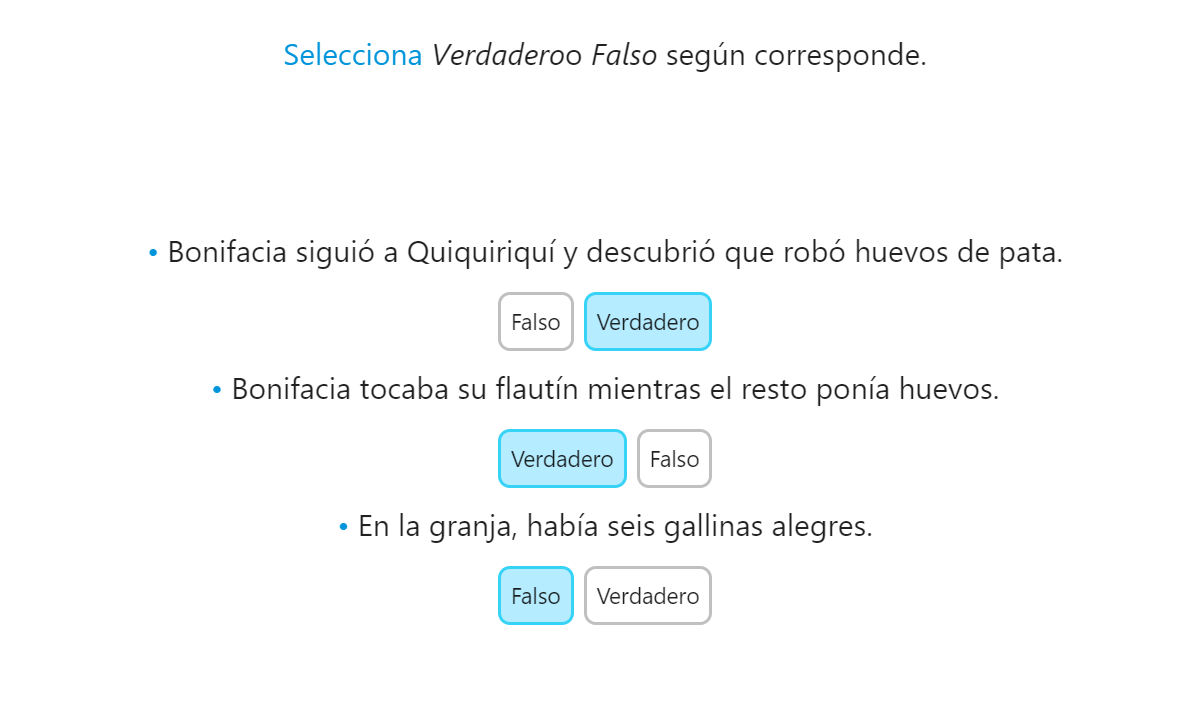 Selecciona Verdaderoo Falso según corresponde.
• Bonifacia siguió a Quiquiriquí y descubrió que robó huevos de pata.
Falso Verdadero
• Bonifacia tocaba su flautín mientras el resto ponía huevos.
Verdadero Falso
• En la granja, había seis gallinas alegres.
Falso Verdadero